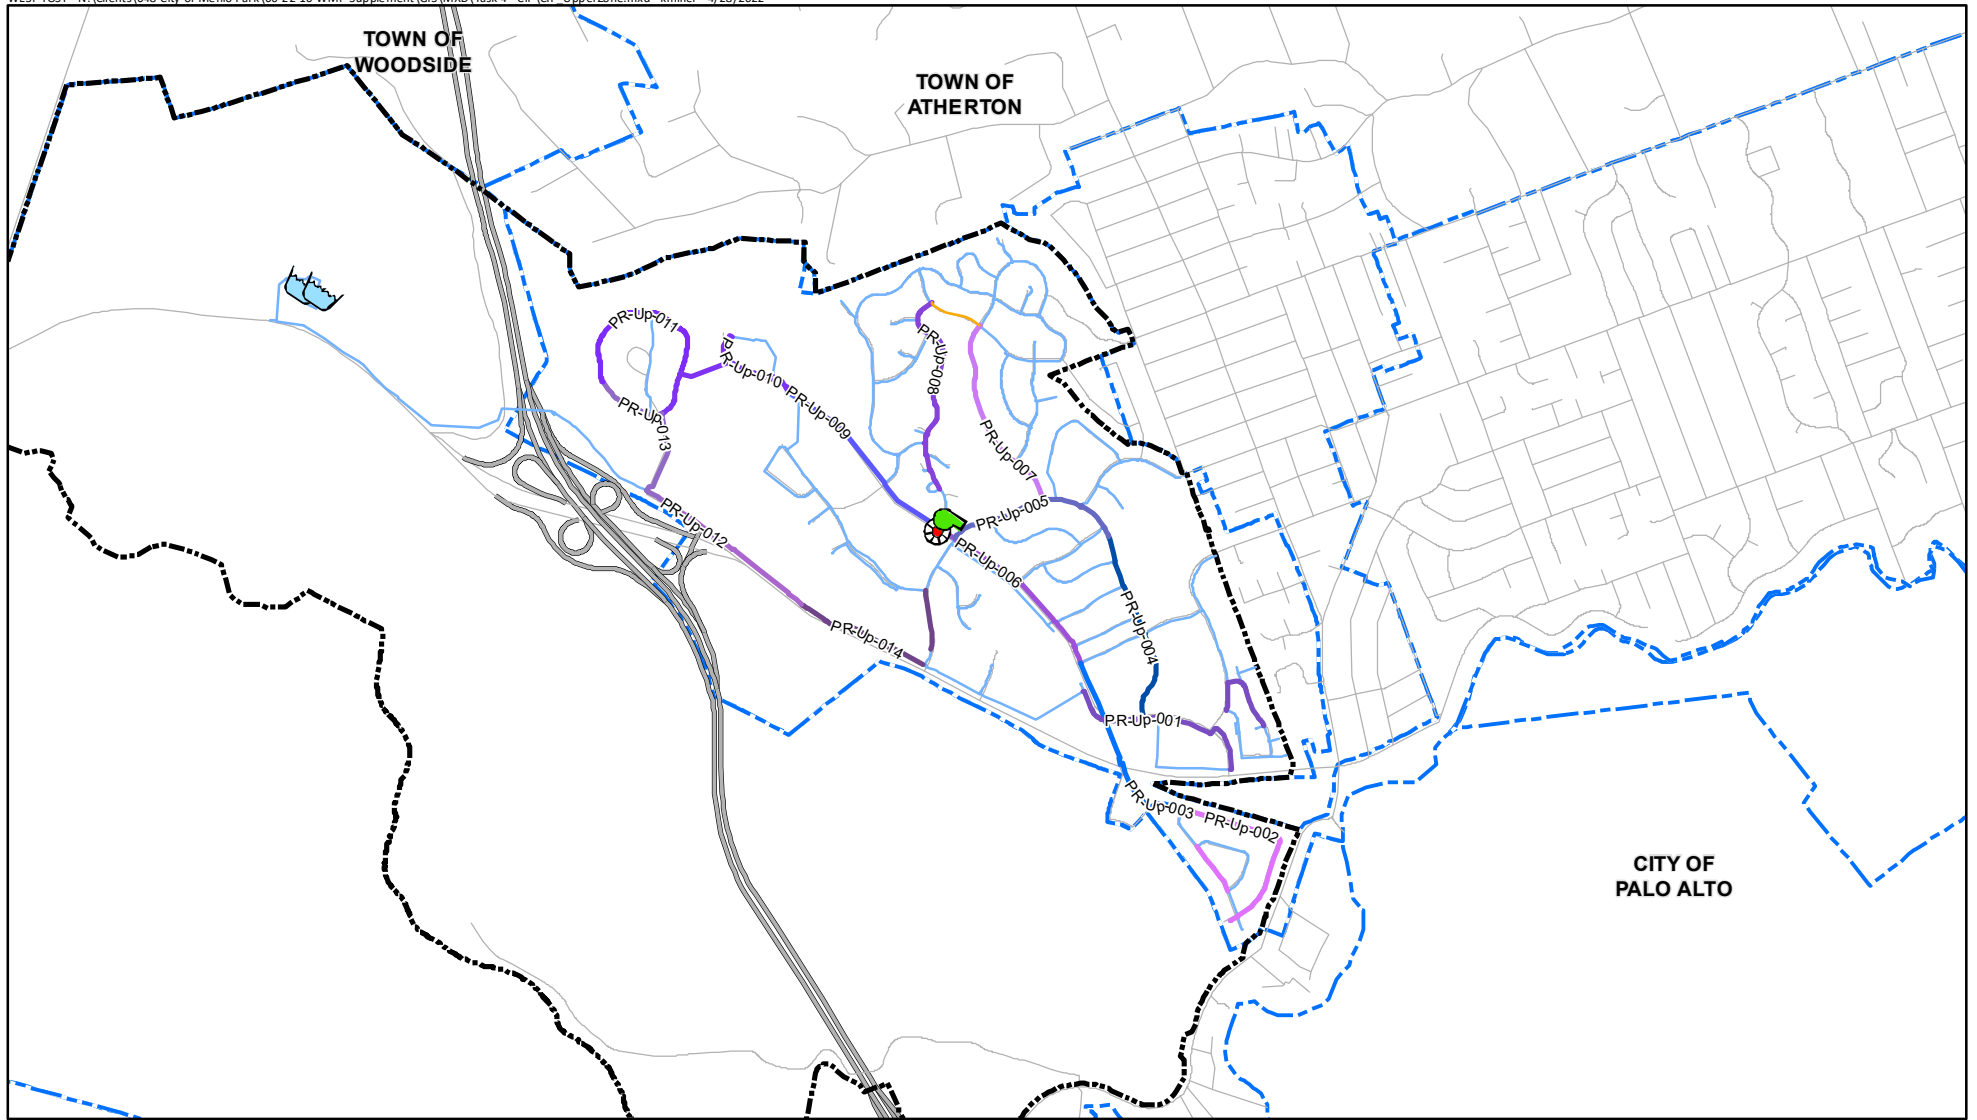 TOWN OF
WOODSIDE
TOWN OF
ATHERTON
PR-Up-011
PR-Up-008
PR-Up-010
PR-Up-009
PR-Up-013
PR-Up-007
PR-Up-012
PR-Up-005
PR-Up-006
PR-Up-004
PR-Up-014
PR-Up-001
PR-Up-003
PR-Up-002
CITY OF
PALO ALTO